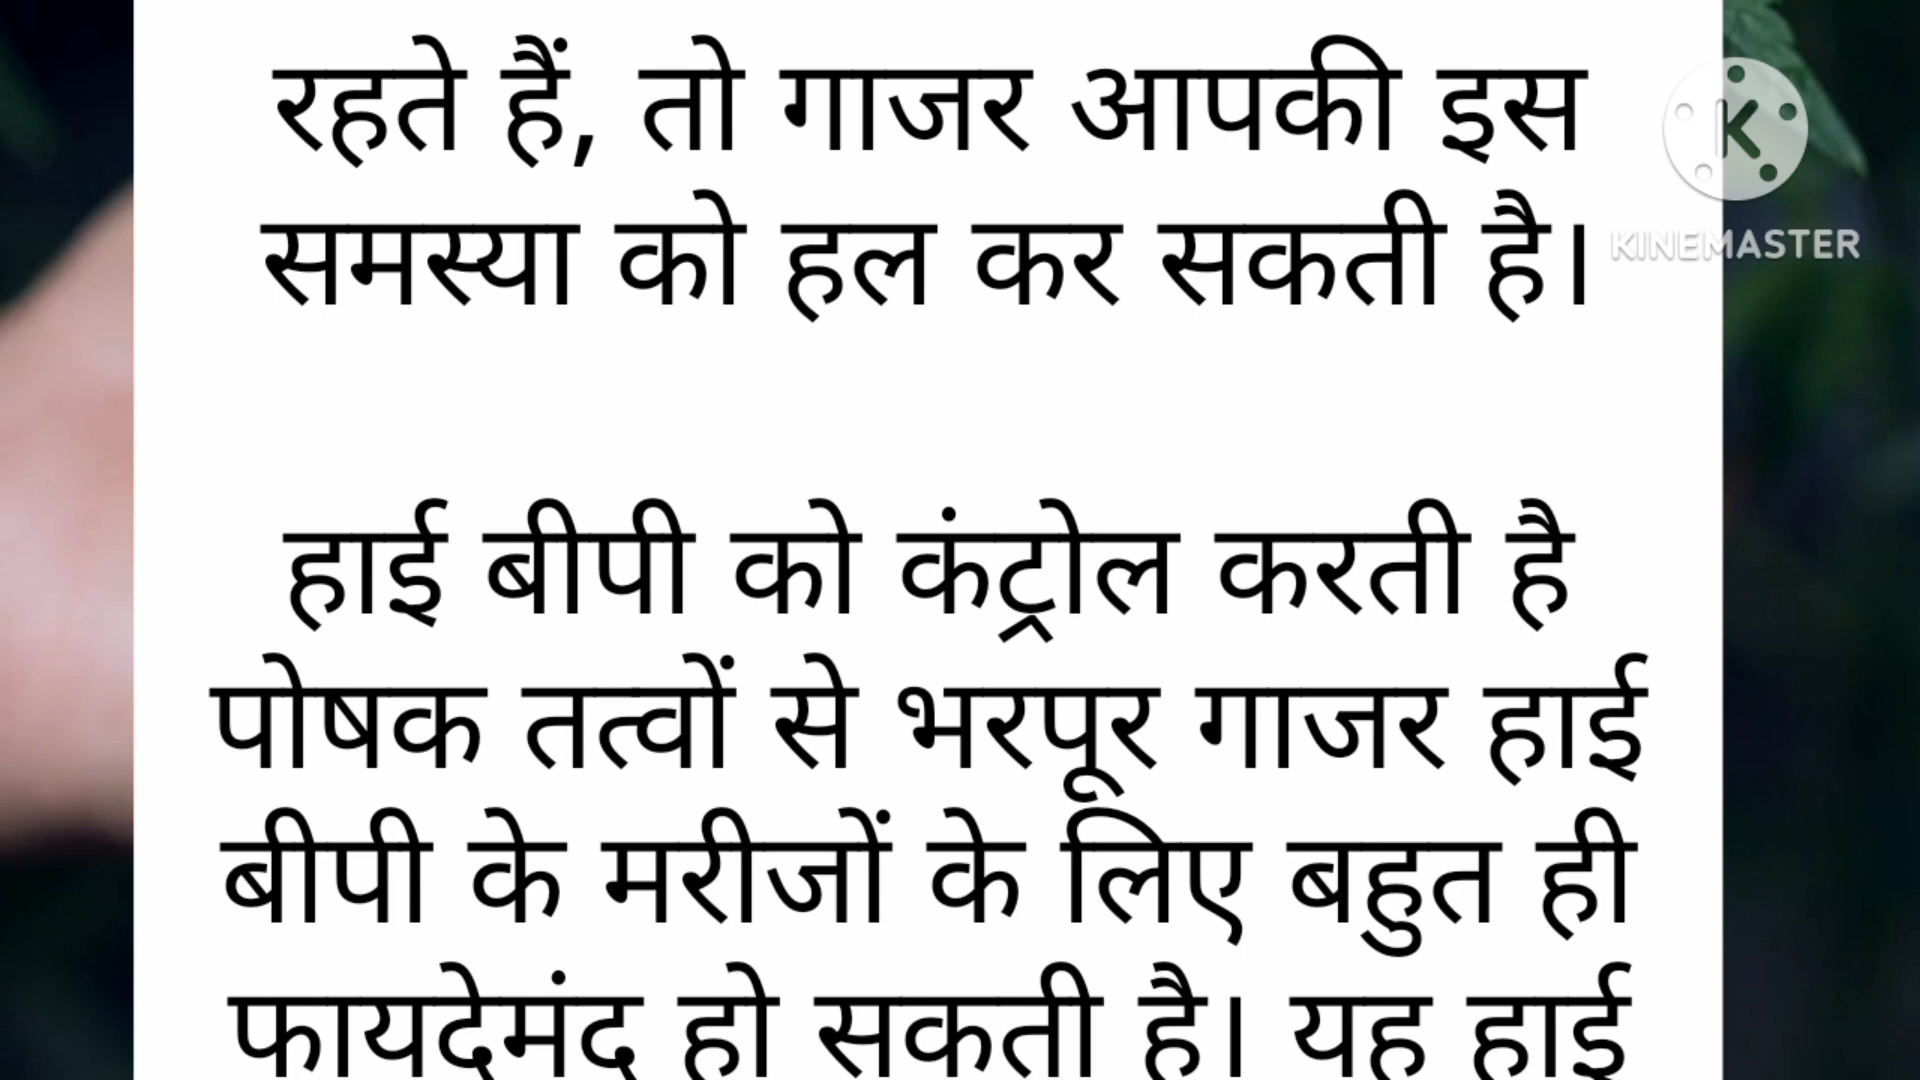 रहते हैं, तो गाजर आपकी इस
समस्या को हल कर सकती है।
KINEMASTER
हाई बीपी को कंट्रोल करती है
पोषक तत्वों से भरपूर गाजर हाई
बीपी के मरीजों के लिए बहुत ही
फायदेमंद हो सकती है। यह हाई